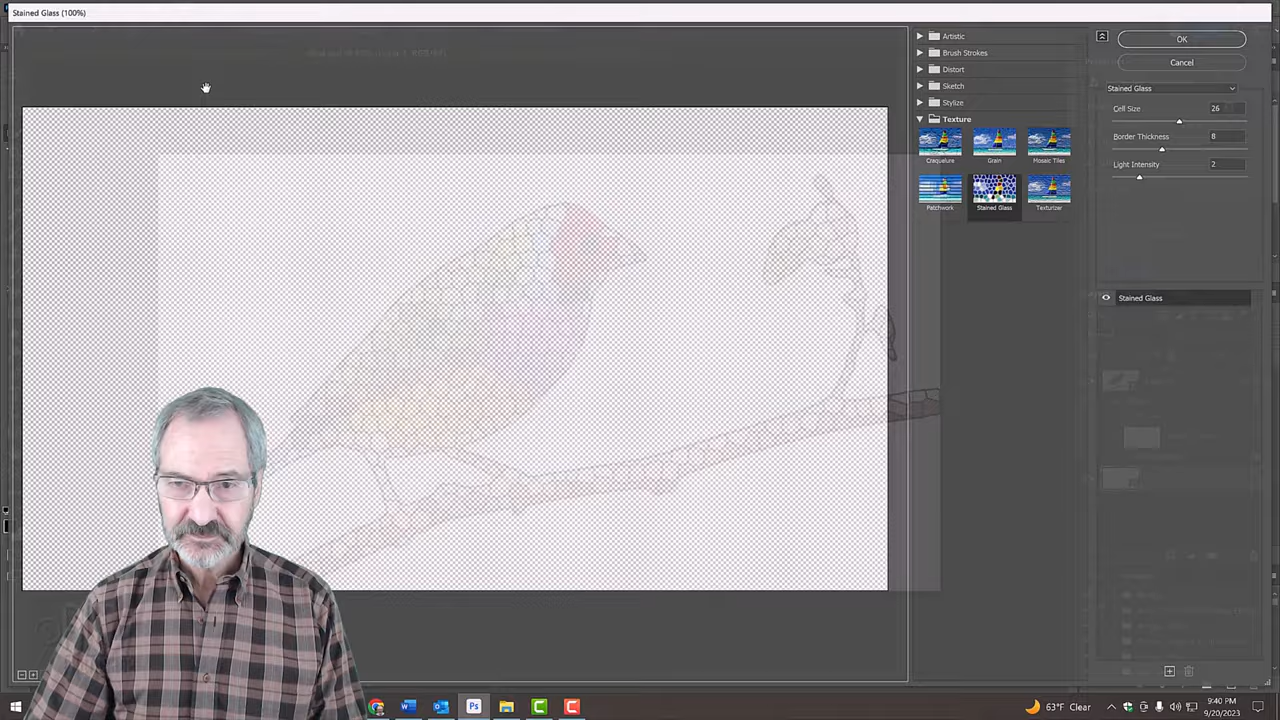 Stained Glass (100%)
Artistic
Brush Strokes
Distort
Sketch
Stylize
Texture
Craquelure
Grain
Mosaic Tiles
Patchwork
Stained Glass
Texturizer
OK
Cancel
Stained Glass
Cell Size
26
Border Thickness
8
Light Intensity
2
Stained Glass
Ps
63°F Clear
9:40 PM
9/20/2023